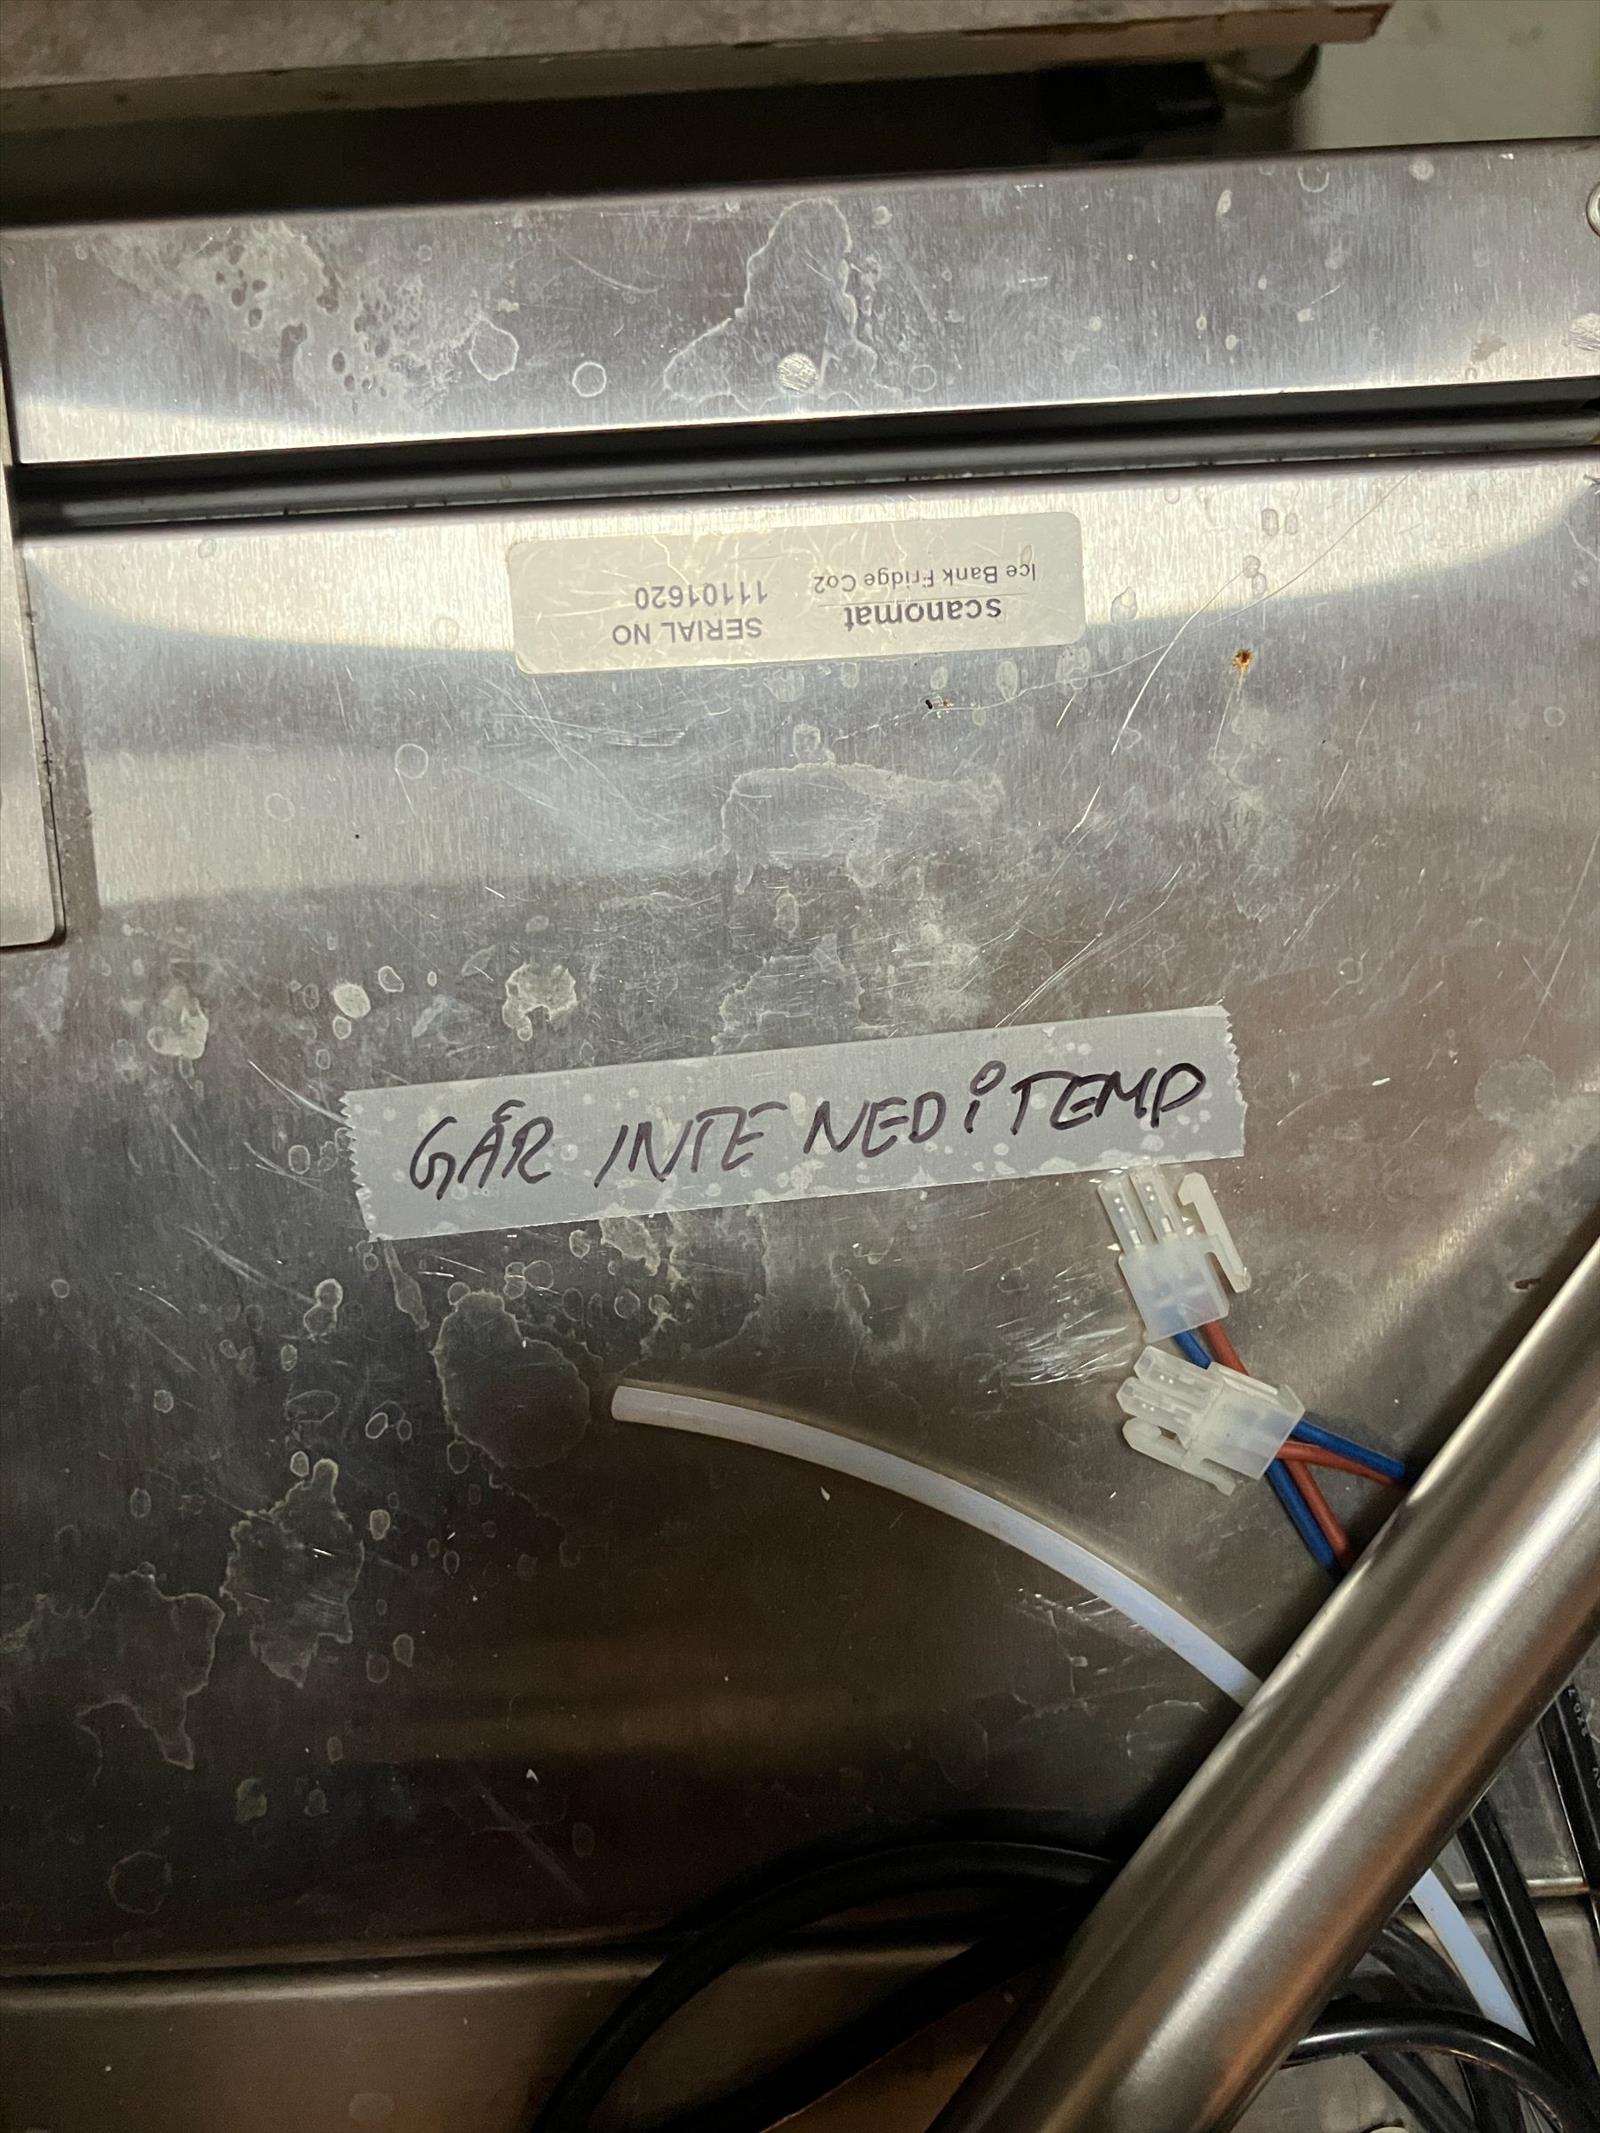 scanomat
Ice Bank Fridge Co2
SERIAL NO
11101620
GÅR INTE NED i TEMP